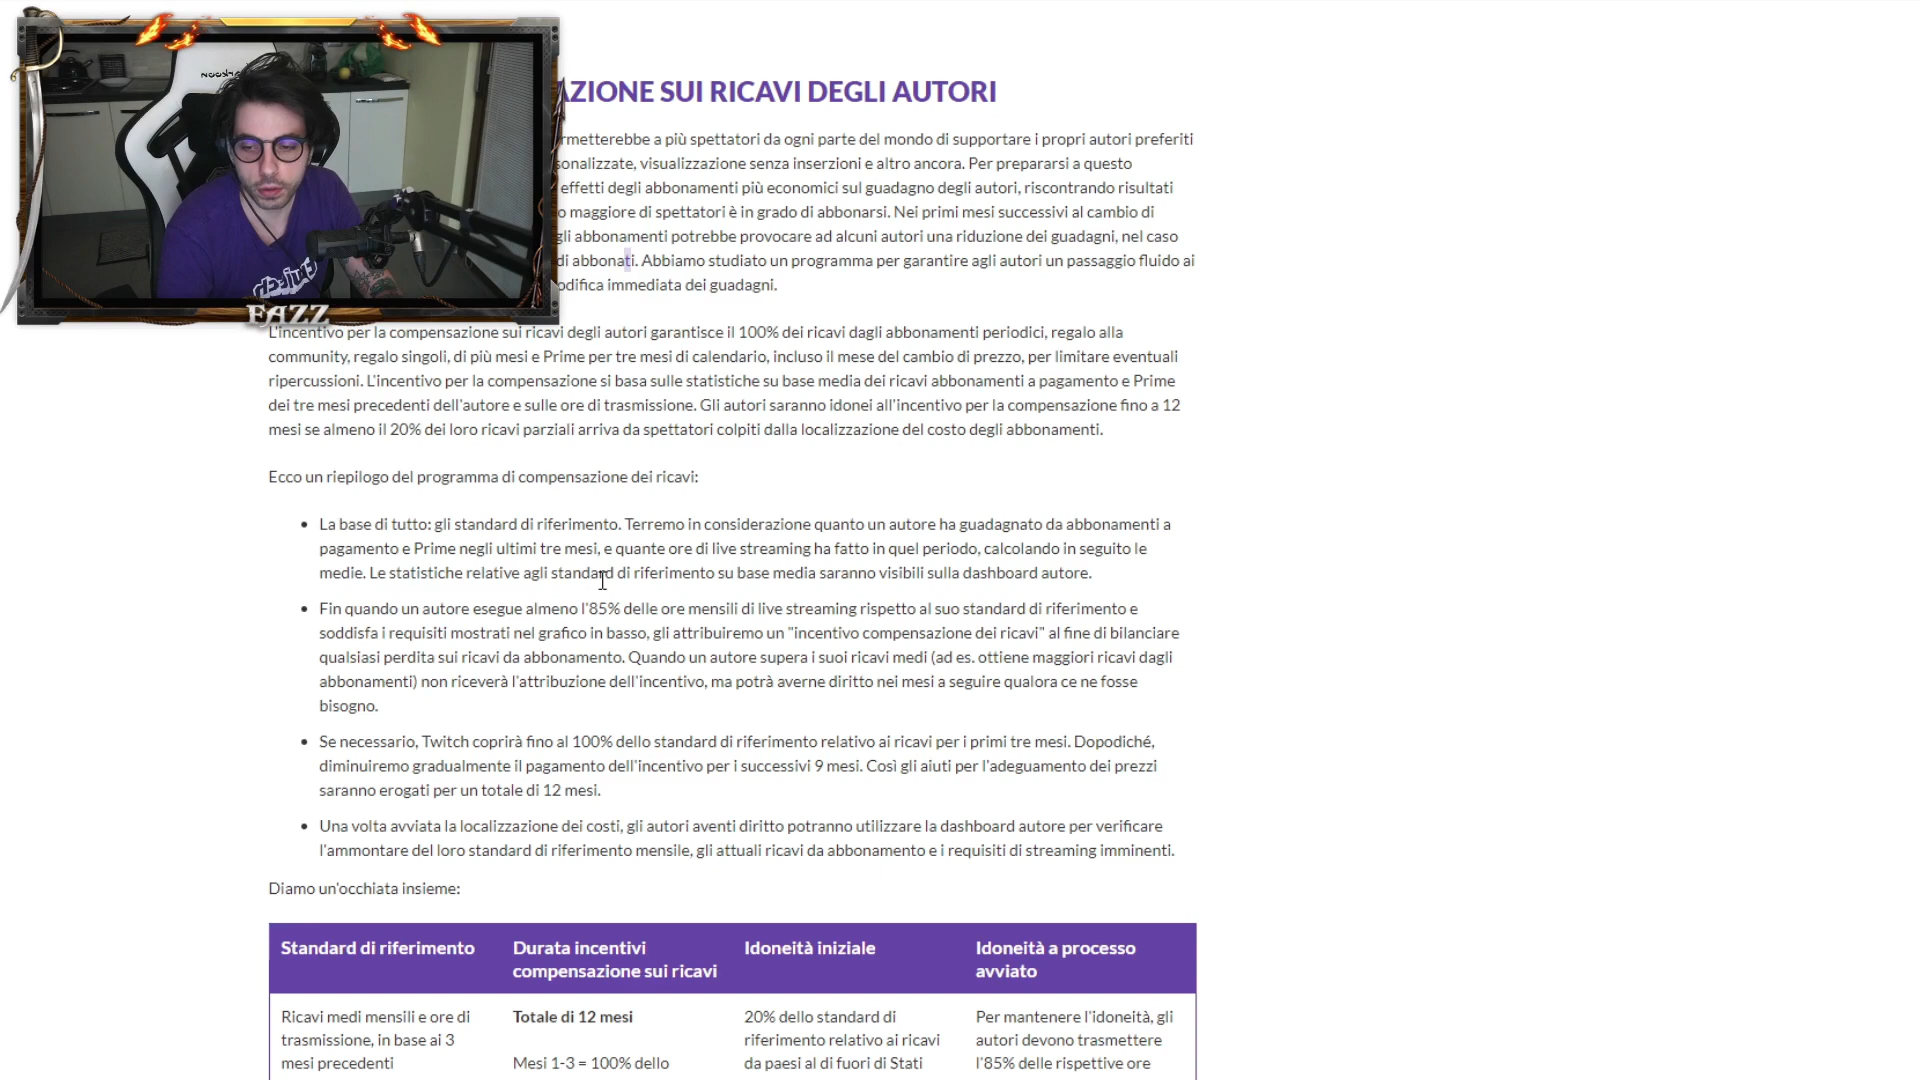 AZIONE SUI RICAVI DEGLI AUTORI
rmetterebbe a più spettatori da ogni parte del mondo di supportare i propri autori preferiti
sonalizzate, visualizzazione senza inserzioni e altro ancora. Per prepararsi a questo
effetti degli abbonamenti più economici sul guadagno degli autori, riscontrando risultati
o maggiore di spettatori è in grado di abbonarsi. Nei primi mesi successivi al cambio di
gli abbonamenti potrebbe provocare ad alcuni autori una riduzione dei guadagni, nel caso
di abbonati. Abbiamo studiato un programma per garantire agli autori un passaggio fluido ai
odifica immediata dei guadagni.
FAZZ
L'incentivo per la compensazione sui ricavi degli autori garantisce il 100% dei ricavi dagli abbonamenti periodici, regalo alla
community, regalo singoli, di più mesi e Prime per tre mesi di calendario, incluso il mese del cambio di prezzo, per limitare eventuali
ripercussioni. L'incentivo per la compensazione si basa sulle statistiche su base media dei ricavi abbonamenti a pagamento e Prime
dei tre mesi precedenti dell'autore e sulle ore di trasmissione. Gli autori saranno idonei all'incentivo per la compensazione fino a 12
mesi se almeno il 20% dei loro ricavi parziali arriva da spettatori colpiti dalla localizzazione del costo degli abbonamenti.
Ecco un riepilogo del programma di compensazione dei ricavi:
• La base di tutto: gli standard di riferimento. Terremo in considerazione quanto un autore ha guadagnato da abbonamenti a
pagamento e Prime negli ultimi tre mesi, e quante ore di live streaming ha fatto in quel periodo, calcolando in seguito le
medie. Le statistiche relative agli standard di riferimento su base media saranno visibili sulla dashboard autore.
• Fin quando un autore esegue almeno l'85% delle ore mensili di live streaming rispetto al suo standard di riferimento e
soddisfa i requisiti mostrati nel grafico in basso, gli attribuiremo un "incentivo compensazione dei ricavi" al fine di bilanciare
qualsiasi perdita sui ricavi da abbonamento. Quando un autore supera i suoi ricavi medi (ad es. ottiene maggiori ricavi dagli
abbonamenti) non riceverà l'attribuzione dell'incentivo, ma potrà averne diritto nei mesi a seguire qualora ce ne fosse
bisogno.
• Se necessario, Twitch coprirà fino al 100% dello standard di riferimento relativo ai ricavi per i primi tre mesi. Dopodiché,
diminuiremo gradualmente il pagamento dell'incentivo per i successivi 9 mesi. Così gli aiuti per l'adeguamento dei prezzi
saranno erogati per un totale di 12 mesi.
• Una volta avviata la localizzazione dei costi, gli autori aventi diritto potranno utilizzare la dashboard autore per verificare
l'ammontare del loro standard di riferimento mensile, gli attuali ricavi da abbonamento e i requisiti di streaming imminenti.
Diamo un'occhiata insieme:
Standard di riferimento
Durata incentivi
compensazione sui ricavi
Idoneità iniziale
Idoneità a processo
avviato
Ricavi medi mensili e ore di
trasmissione, in base ai 3
mesi precedenti
Totale di 12 mesi
Mesi 1-3 = 100% dello
20% dello standard di
riferimento relativo ai ricavi
da paesi al di fuori di Stati
Per mantenere l'idoneità, gli
autori devono trasmettere
l'85% delle rispettive ore